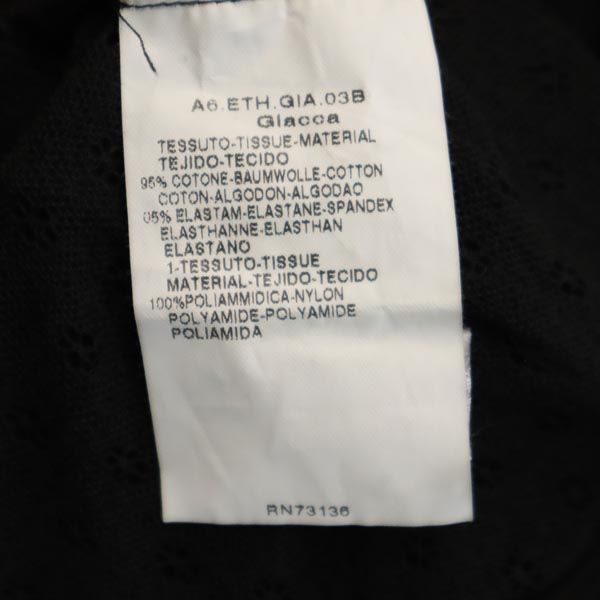 A6.ETH.GIA.03B
Giacca
TESSUTO-TISSUE-MATERIAL
TEJIDO-TECIDO
95% COTONE-BAUMWOLLE-COTTON
COTON-ALGODON-ALGODAO
05% ELASTAM-ELASTANE-SPANDEX
ELASTHANNE-ELASTHAN
ELASTANO
1-TESSUTO-TISSUE
MATERIAL-TEJIDO-TECIDO
100%POLIAMMIDICA-NYLON
POLYAMIDE-POLYAMIDE
POLIAMIDA
RN73136